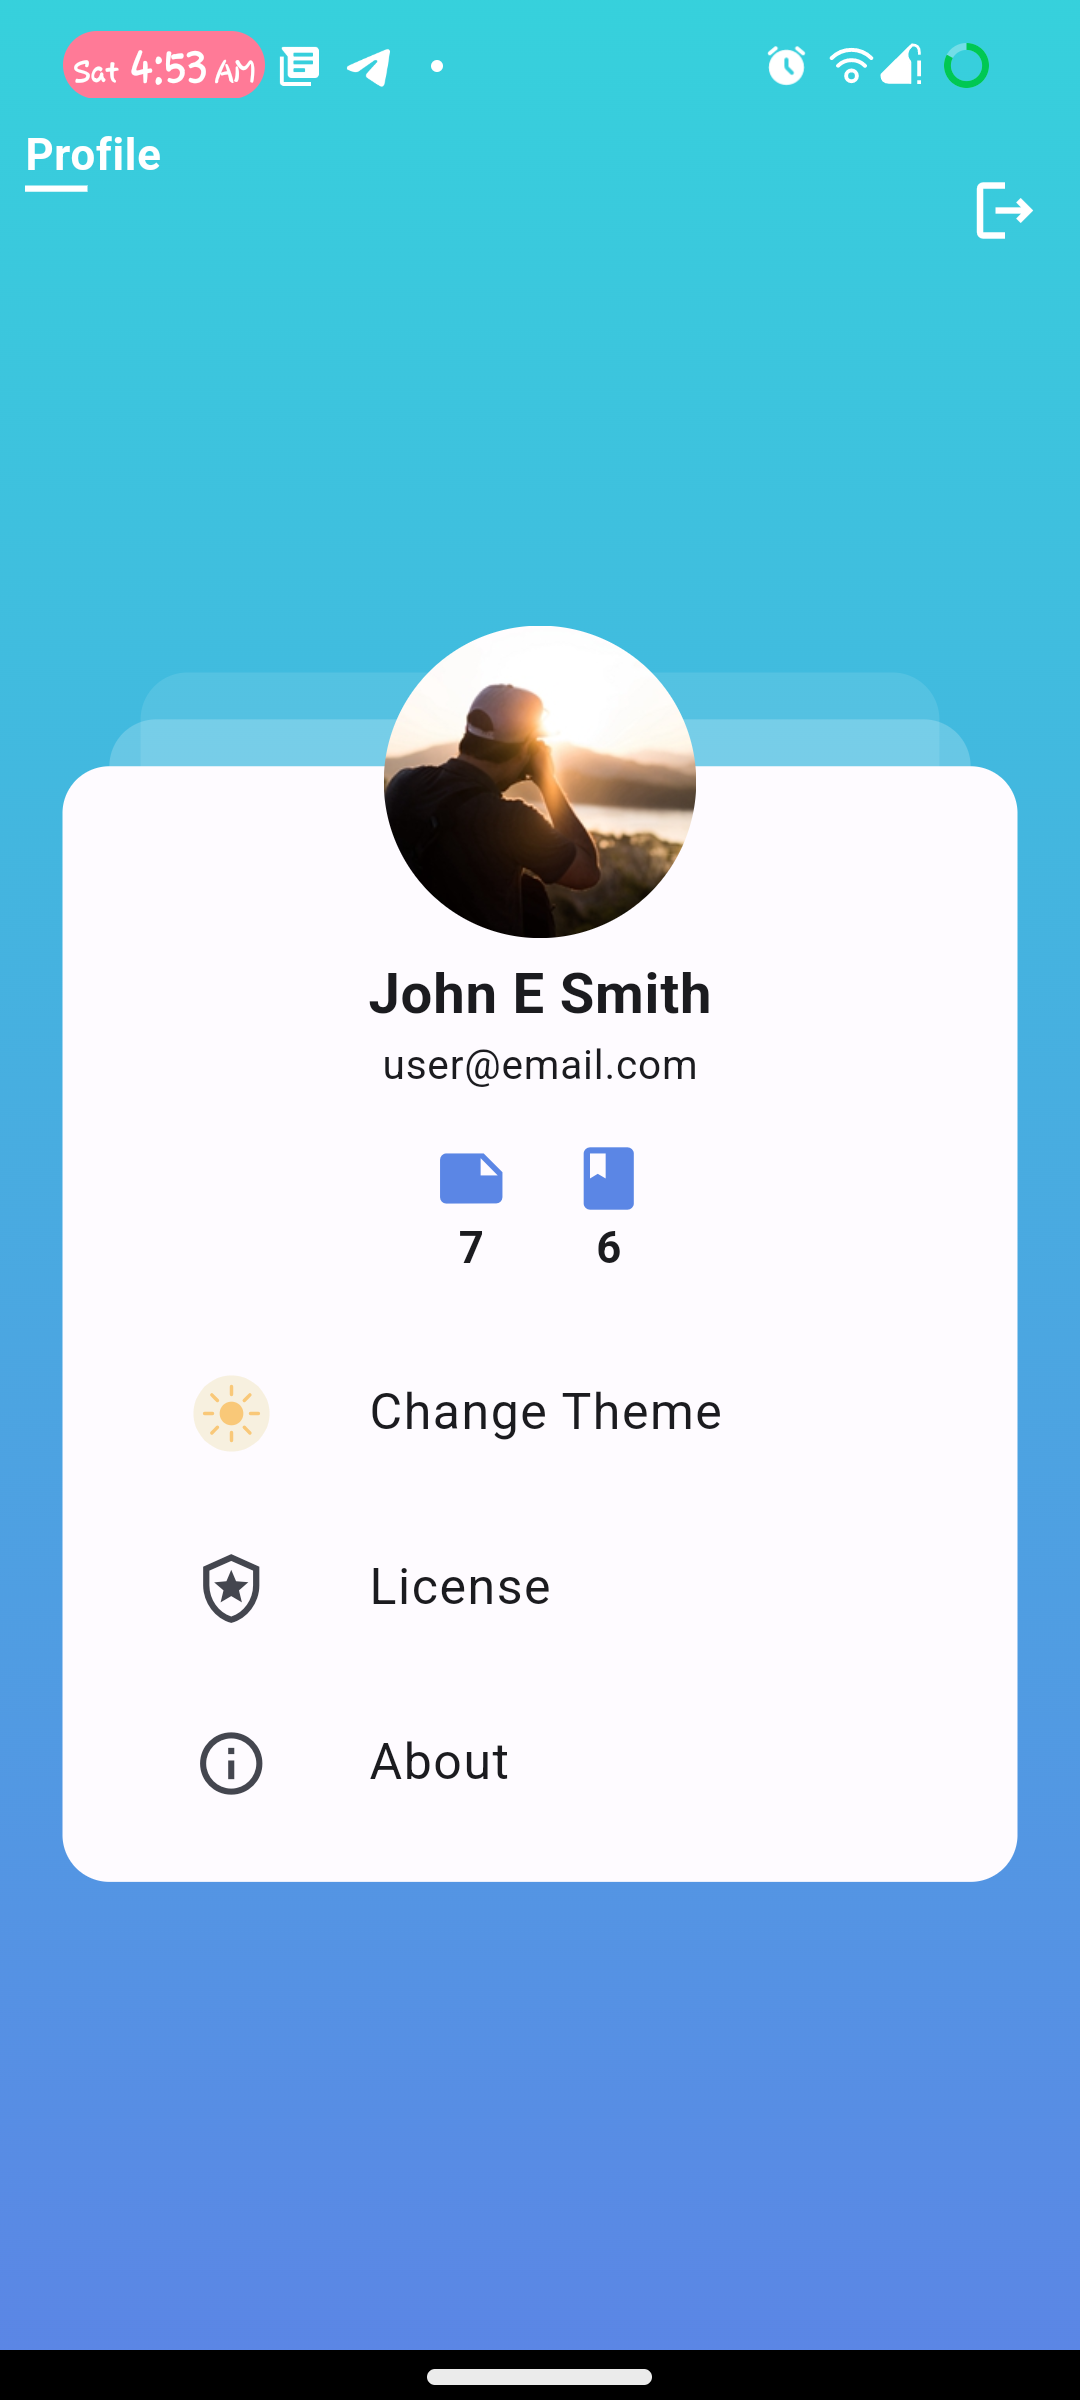 Sat 4:53 AM
Profile
John E Smith
user@email.com
7 6
Change Theme
License
About